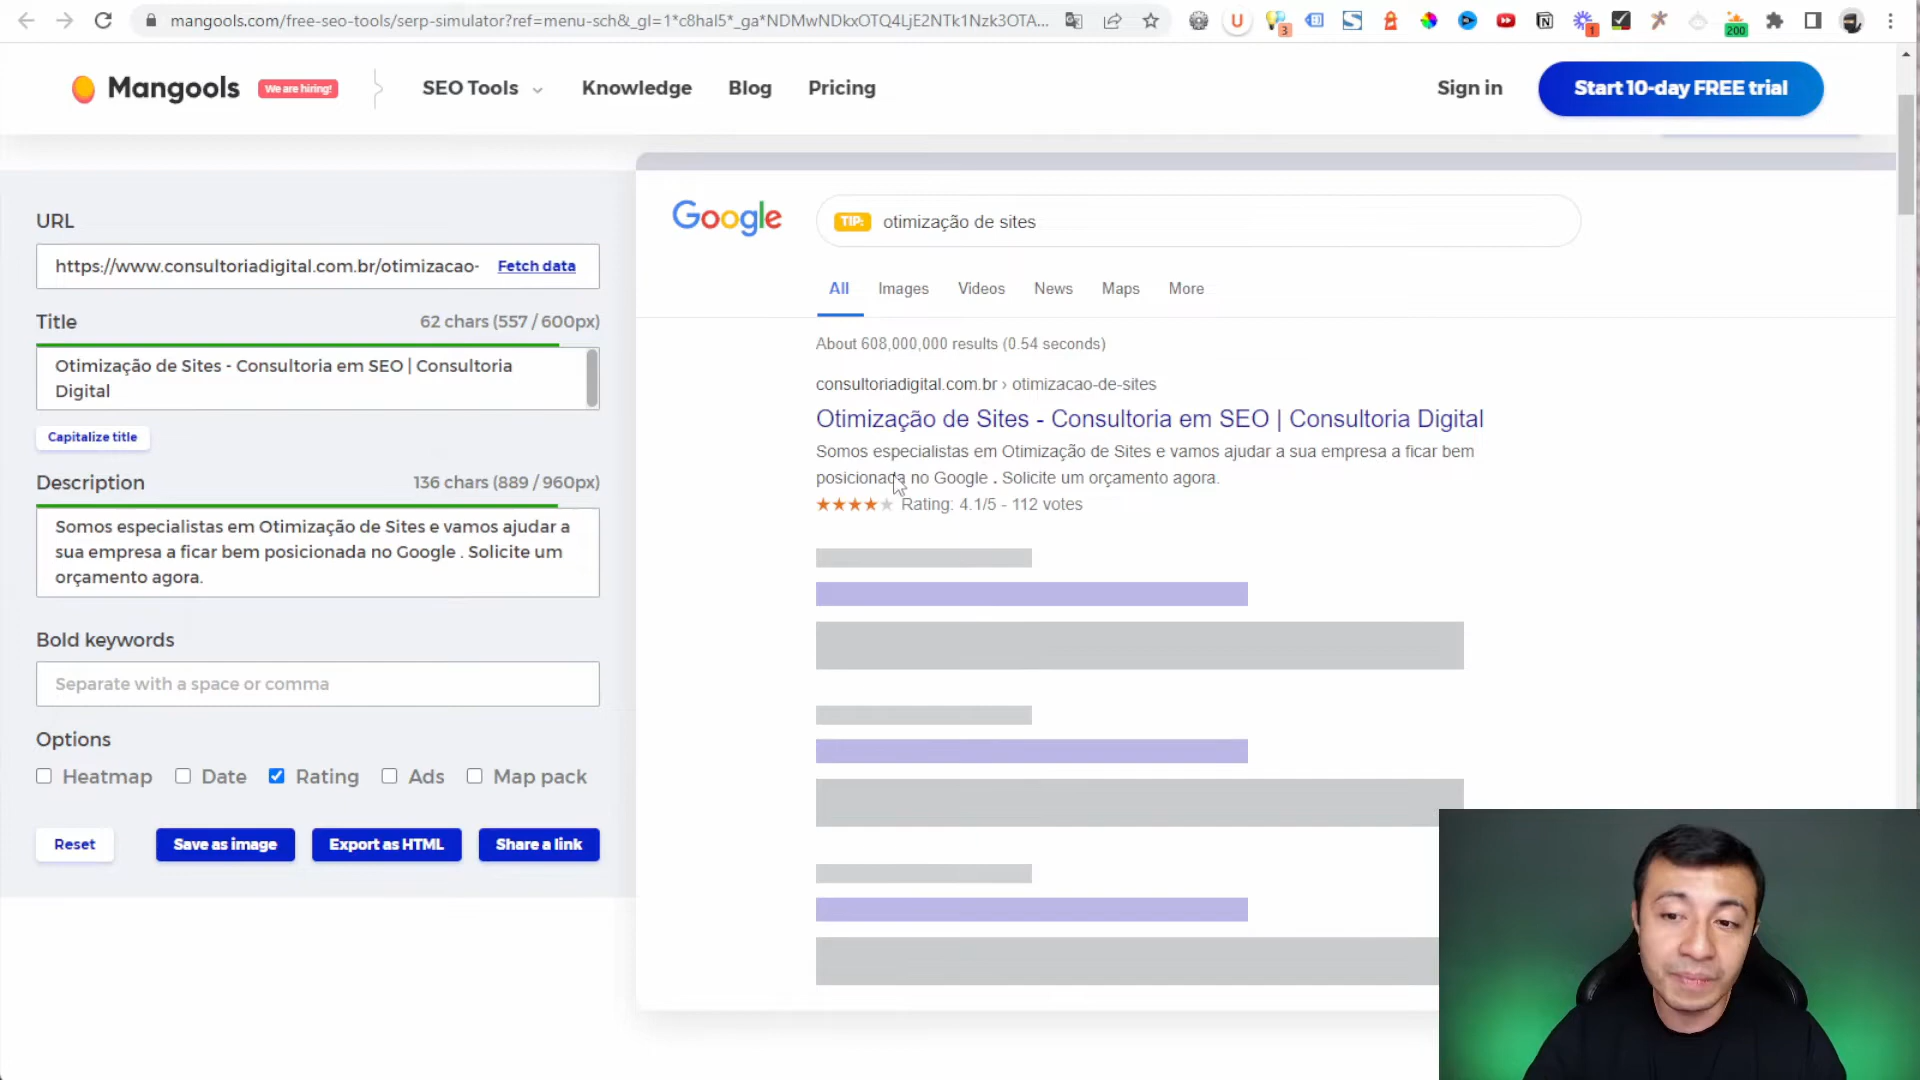 mangools.com/free-seo-tools/serp-simulator?ref=menu-sch&_gl=1*c8hal5*_ga*NDMwNDkxOTQ4LjE2NTk1Nzk3OTA...
3
1
200
Mangools
We are hiring!
SEO Tools
Knowledge
Blog
Pricing
Sign in
Start 10-day FREE trial
URL
https://www.consultoriadigital.com.br/otimizacao-
Fetch data
Title
62 chars (557 / 600px)
Otimização de Sites - Consultoria em SEO | Consultoria
Digital
Capitalize title
Description
136 chars (889 / 960px)
Somos especialistas em Otimização de Sites e vamos ajudar a
sua empresa a ficar bem posicionada no Google . Solicite um
orçamento agora.
Bold keywords
Separate with a space or comma
Options
Heatmap
Date
Rating
Ads
Map pack
Reset
Save as image
Export as HTML
Share a link
Google
TIP:
otimização de sites
All
Images
Videos
News
Maps
More
About 608,000,000 results (0.54 seconds)
consultoriadigital.com.br › otimizacao-de-sites
Otimização de Sites - Consultoria em SEO | Consultoria Digital
Somos especialistas em Otimização de Sites e vamos ajudar a sua empresa a ficar bem
posicionada no Google . Solicite um orçamento agora.
Rating: 4.1/5 - 112 votes